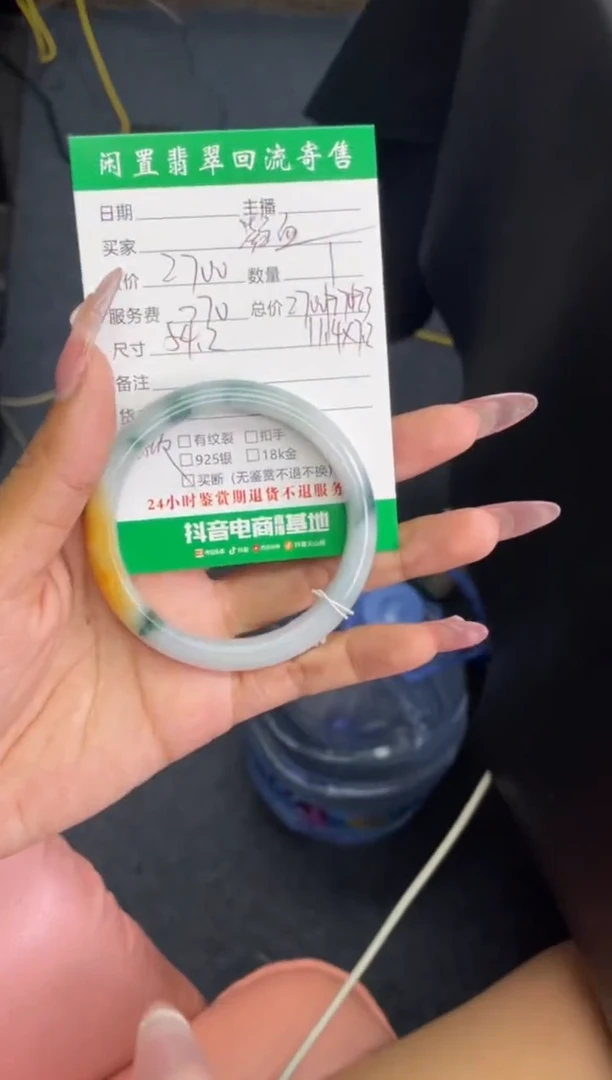 闲置翡翠回流寄售
日期 主播
买家
价 2700 数量 1
服务费 270 总价
尺寸 54.2
备注
货
□有纹裂 □扣手
□925银 □18k金
□买断（无鉴赏不退不换）
24小时鉴赏期退货不退服务
抖音电商基地